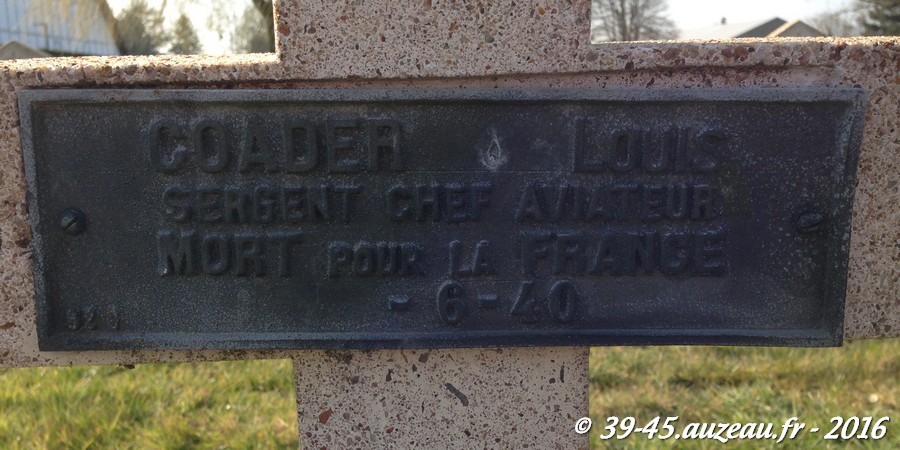 COADER LOUIS
SERGENT CHEF AVIATEUR
MORT POUR LA FRANCE
- 6 - 40
© 39-45.auzeau.fr - 2016